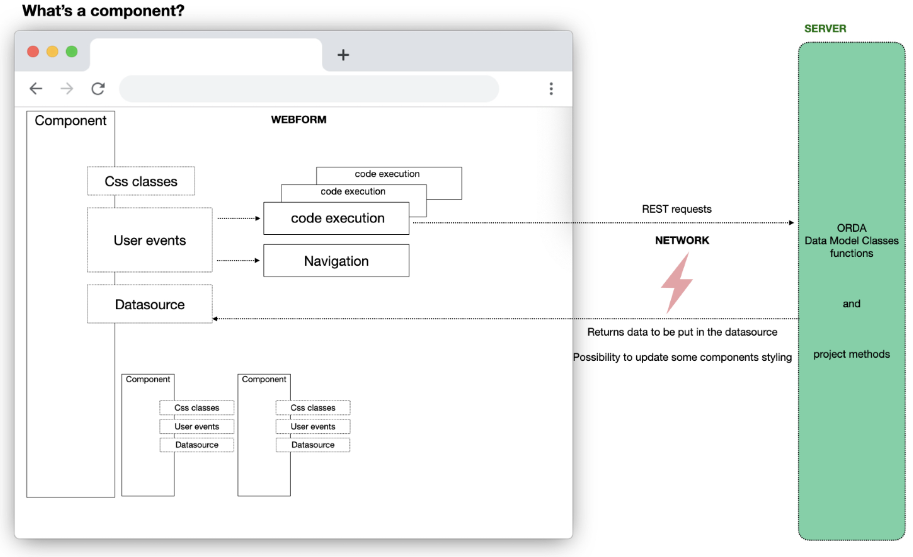 What's a component?
SERVER
Component
WEBFORM
code execution
Css classes
code execution
REST requests
code execution
User events
NETWORK
ORDA
Data Model Classes
functions
Navigation
Datasource
and
Returns data to be put in the datasource
Possibility to update some components styling
project methods
Component
Component
Css classes
Css classes
User events
User events
Datasource
Datasource